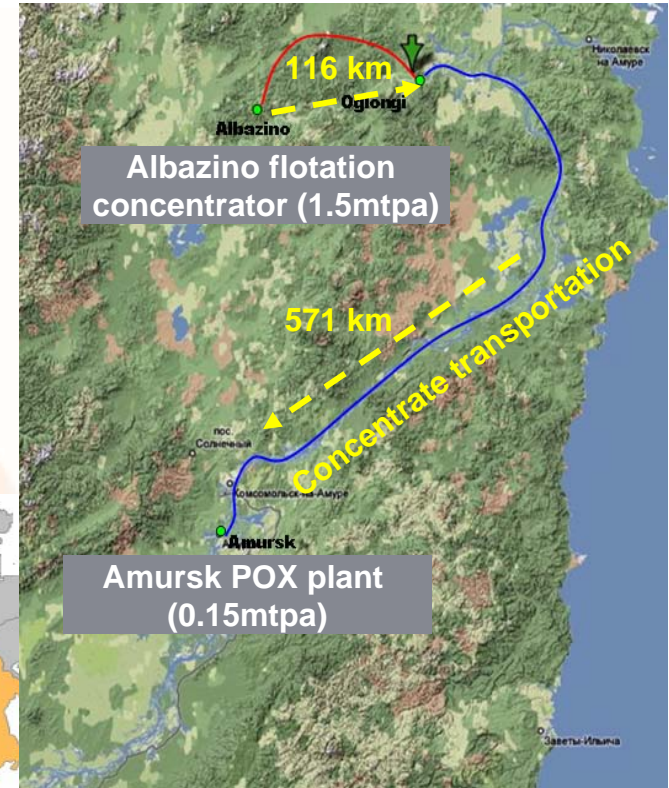 Николаевск
на Амуре
116 km
Oglongi
Albazino
Albazino flotation
concentrator (1.5mtpa)
571 km
Concentrate transportation
пос.
Солнечный
Комсомольск-на-Амуре
Amursk
Amursk POX plant
(0.15mtpa)
Заветы-Ильича